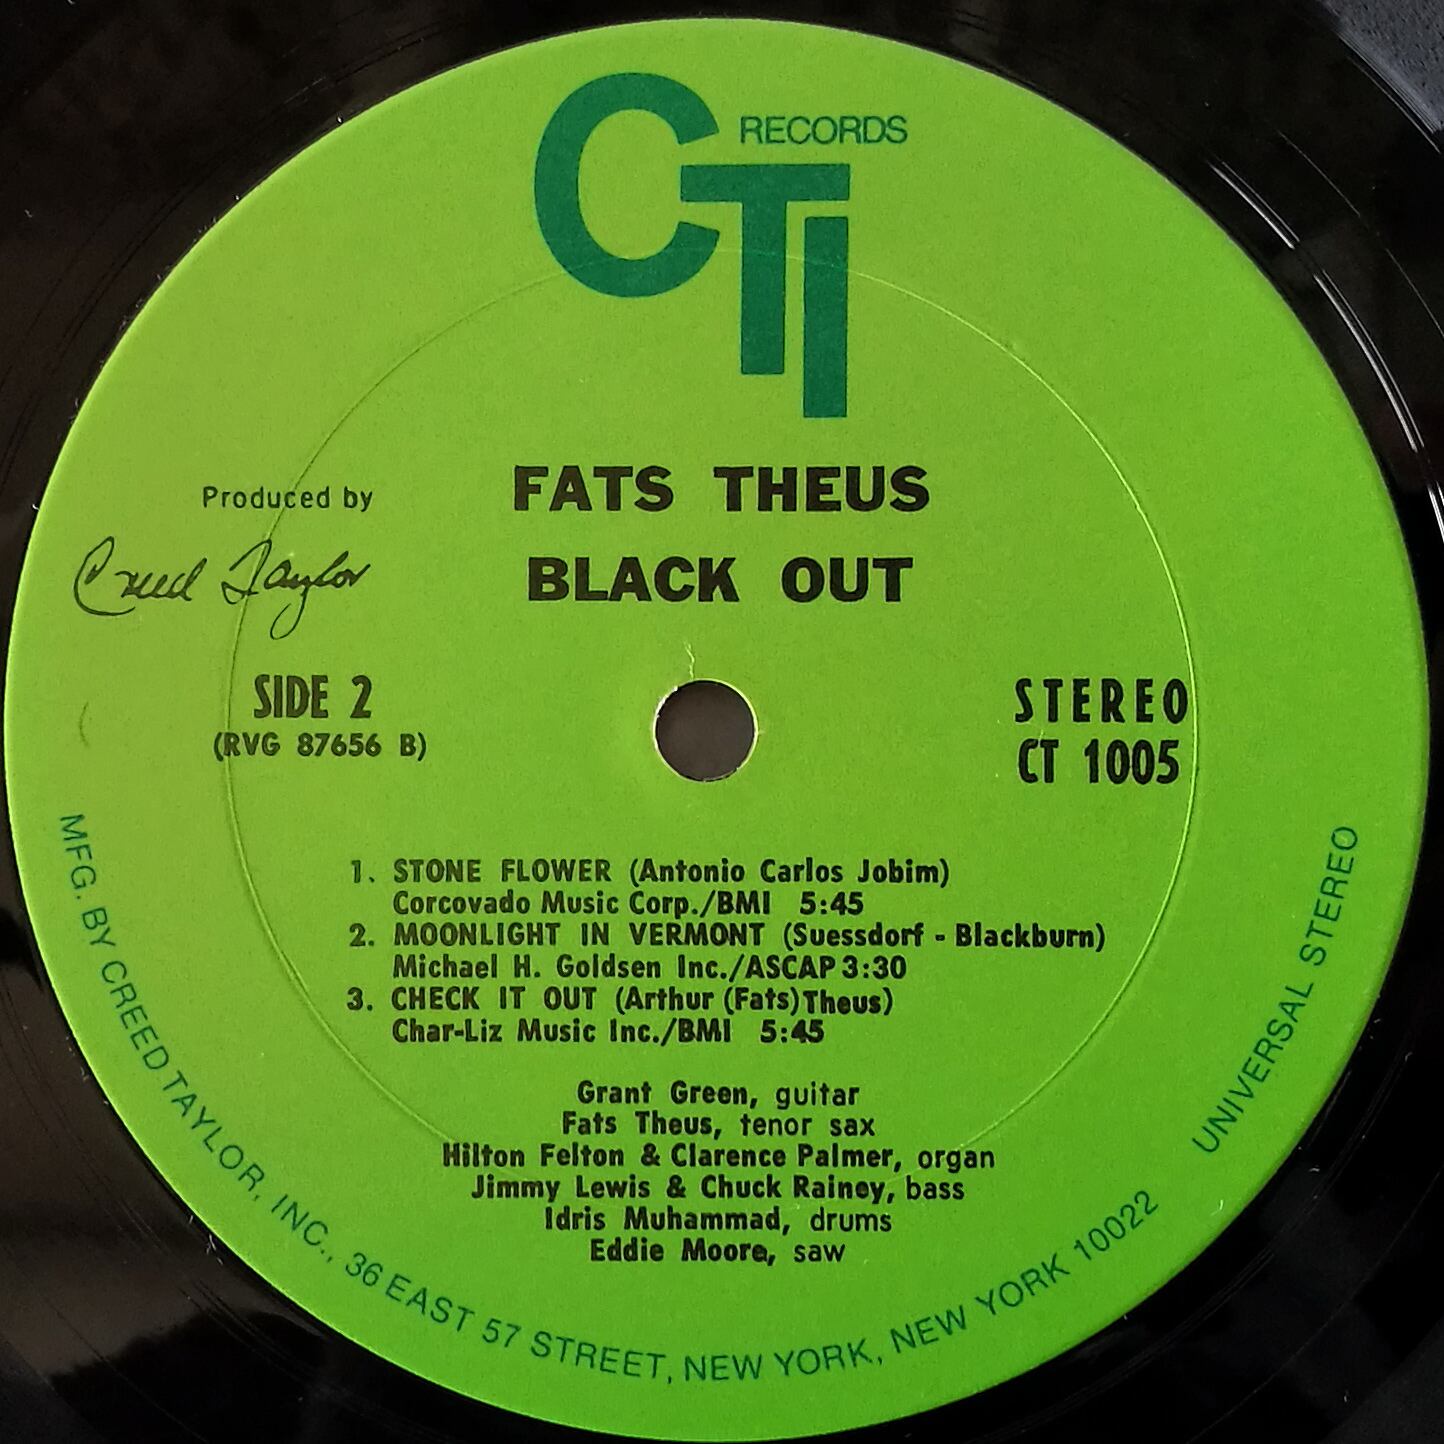 CTI RECORDS
FATS THEUS
BLACK OUT
Produced by
Creed Taylor
SIDE 2
(RVG 87656 B)
STEREO
CT 1005
1. STONE FLOWER (Antonio Carlos Jobim)
Corcovado Music Corp./BMI 5:45
2. MOONLIGHT IN VERMONT (Suessdorf - Blackburn)
Michael H. Goldsen Inc./ASCAP 3:30
3. CHECK IT OUT (Arthur (Fats) Theus)
Char-Liz Music Inc./BMI 5:45
Grant Green, guitar
Fats Theus, tenor sax
Hilton Felton & Clarence Palmer, organ
Jimmy Lewis & Chuck Rainey, bass
Idris Muhammad, drums
Eddie Moore, saw
MFG. BY CREED TAYLOR, INC., 36 EAST 57 STREET, NEW YORK, NEW YORK 10022
UNIVERSAL STEREO